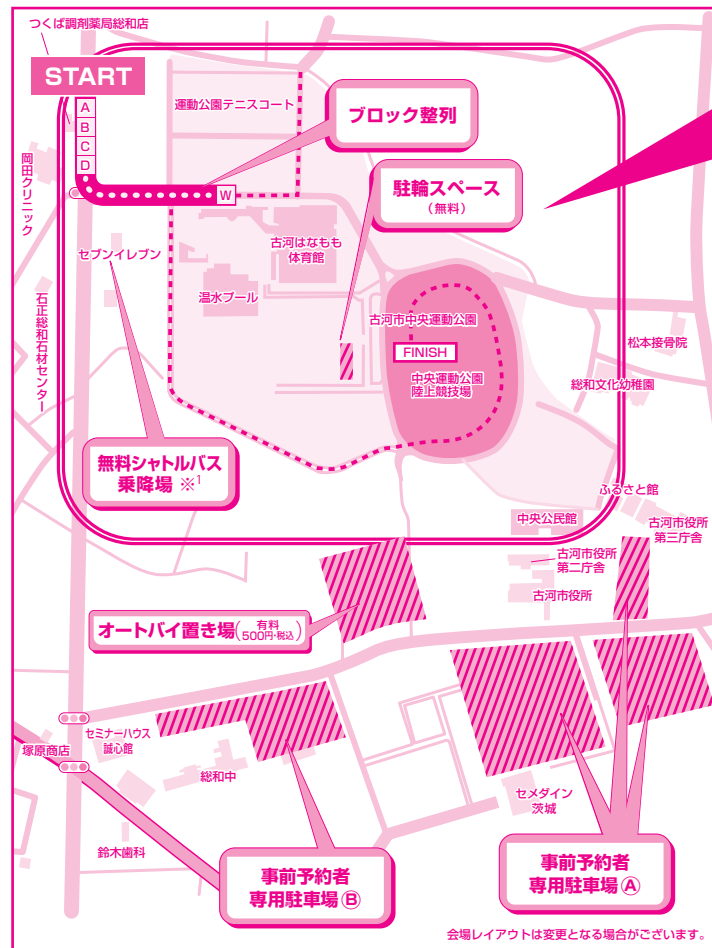 つくば調剤薬局総和店
START
A
B
C
D
W
運動公園テニスコート
ブロック整列
駐輪スペース
(無料)
岡田クリニック
セブンイレブン
古河はなもも
体育館
温水プール
石正総和石材センター
古河市中央運動公園
FINISH
中央運動公園
陸上競技場
松本接骨院
総和文化幼稚園
無料シャトルバス
乗降場 ※1
ふるさと館
中央公民館
古河市役所
第三庁舎
古河市役所
第二庁舎
古河市役所
オートバイ置き場(有料
500円・税込)
セミナーハウス
誠心館
塚原商店
総和中
セメダイン
茨城
鈴木歯科
事前予約者
専用駐車場Ⓑ
事前予約者
専用駐車場Ⓐ
会場レイアウトは変更となる場合がございます。